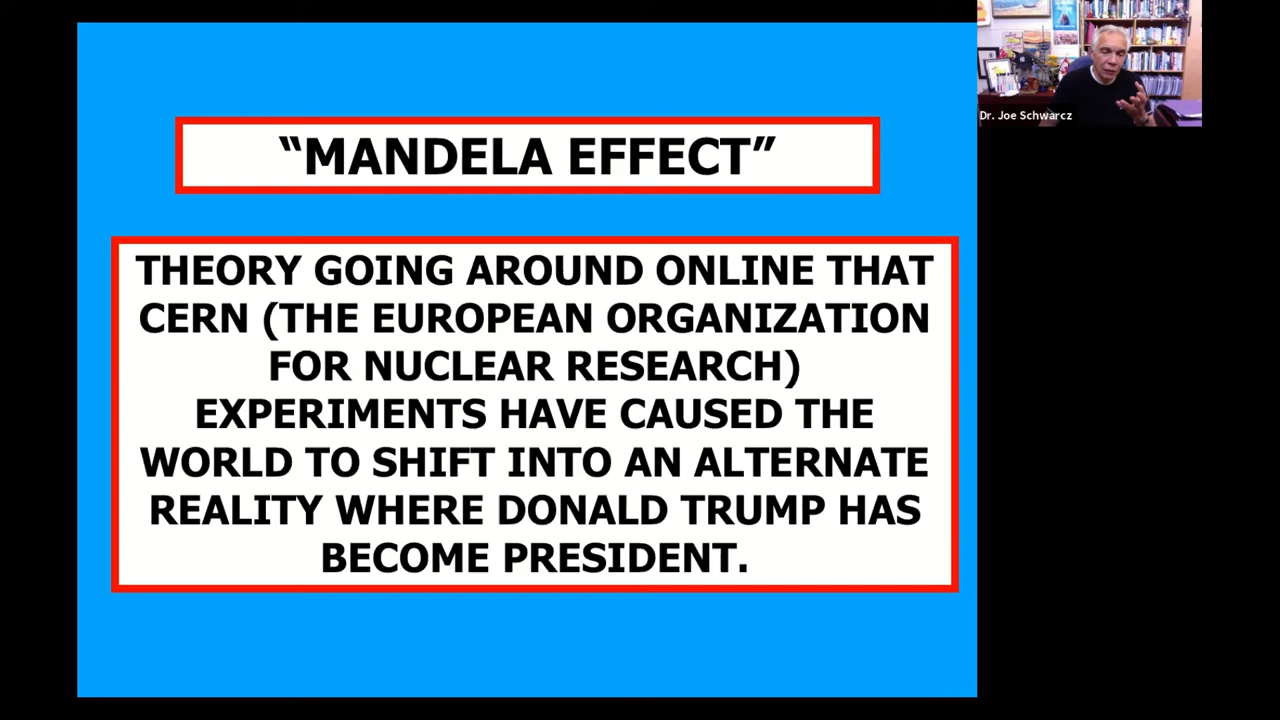 “MANDELA EFFECT”
THEORY GOING AROUND ONLINE THAT
CERN (THE EUROPEAN ORGANIZATION
FOR NUCLEAR RESEARCH)
EXPERIMENTS HAVE CAUSED THE
WORLD TO SHIFT INTO AN ALTERNATE
REALITY WHERE DONALD TRUMP HAS
BECOME PRESIDENT.
Dr. Joe Schwarcz